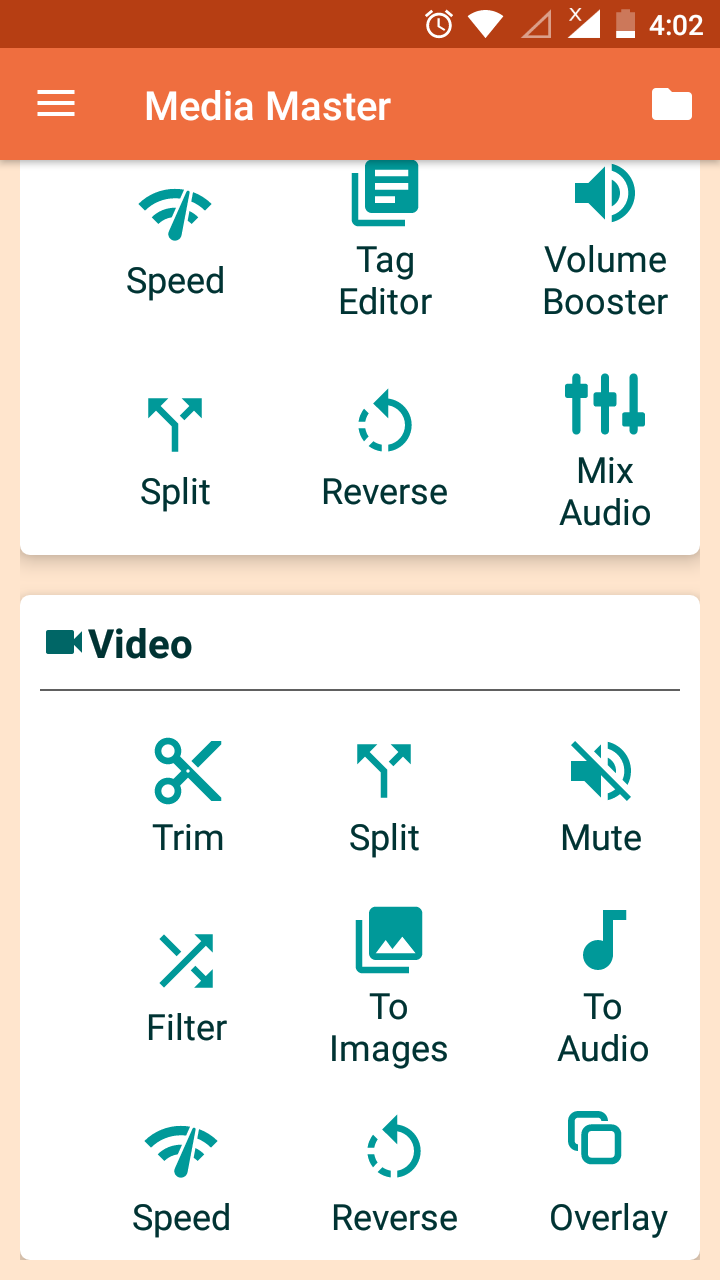 4:02
Media Master
Speed
Tag
Editor
Volume
Booster
Split
Reverse
Mix
Audio
Video
Trim
Split
Mute
Filter
To
Images
To
Audio
Speed
Reverse
Overlay